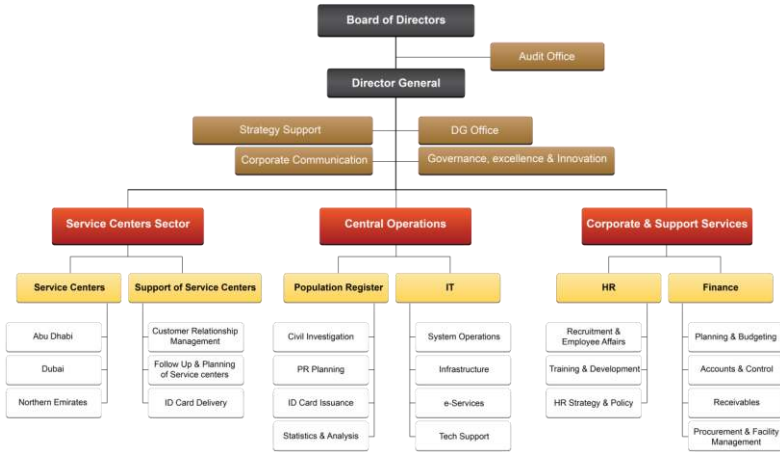 Board of Directors
Audit Office
Director General
Strategy Support
DG Office
Corporate Communication
Governance, excellence & Innovation
Service Centers Sector
Central Operations
Corporate & Support Services
Service Centers
Support of Service Centers
Population Register
IT
HR
Finance
Abu Dhabi
Customer Relationship
Management
Civil Investigation
System Operations
Recruitment &
Employee Affairs
Planning & Budgeting
Dubai
Follow Up & Planning
of Service centers
PR Planning
Infrastructure
Training & Development
Accounts & Control
Northern Emirates
ID Card Delivery
ID Card Issuance
e-Services
HR Strategy & Policy
Receivables
Statistics & Analysis
Tech Support
Procurement & Facility
Management